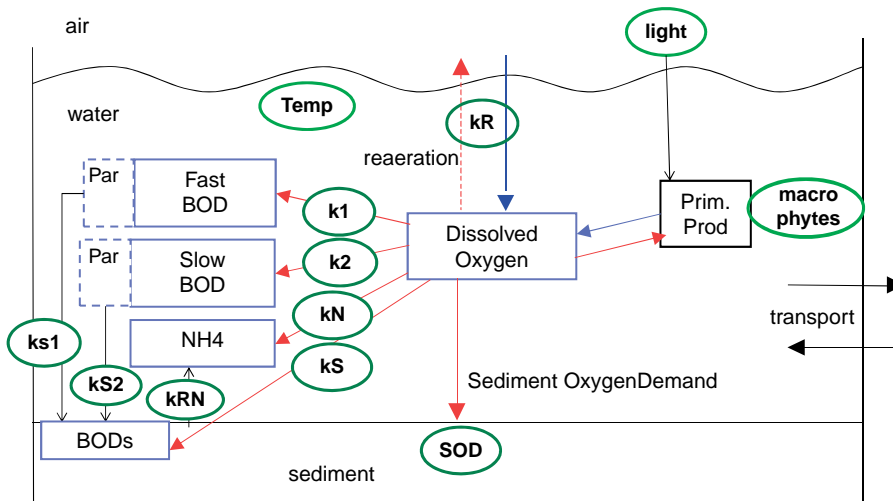 air
light
Temp
water
kR
reaeration
Par
Fast
BOD
k1
Prim.
Prod
macro
phytes
Dissolved
Oxygen
Par
Slow
BOD
k2
kN
NH4
ks1
kS
transport
kS2
kRN
Sediment OxygenDemand
BODs
SOD
sediment